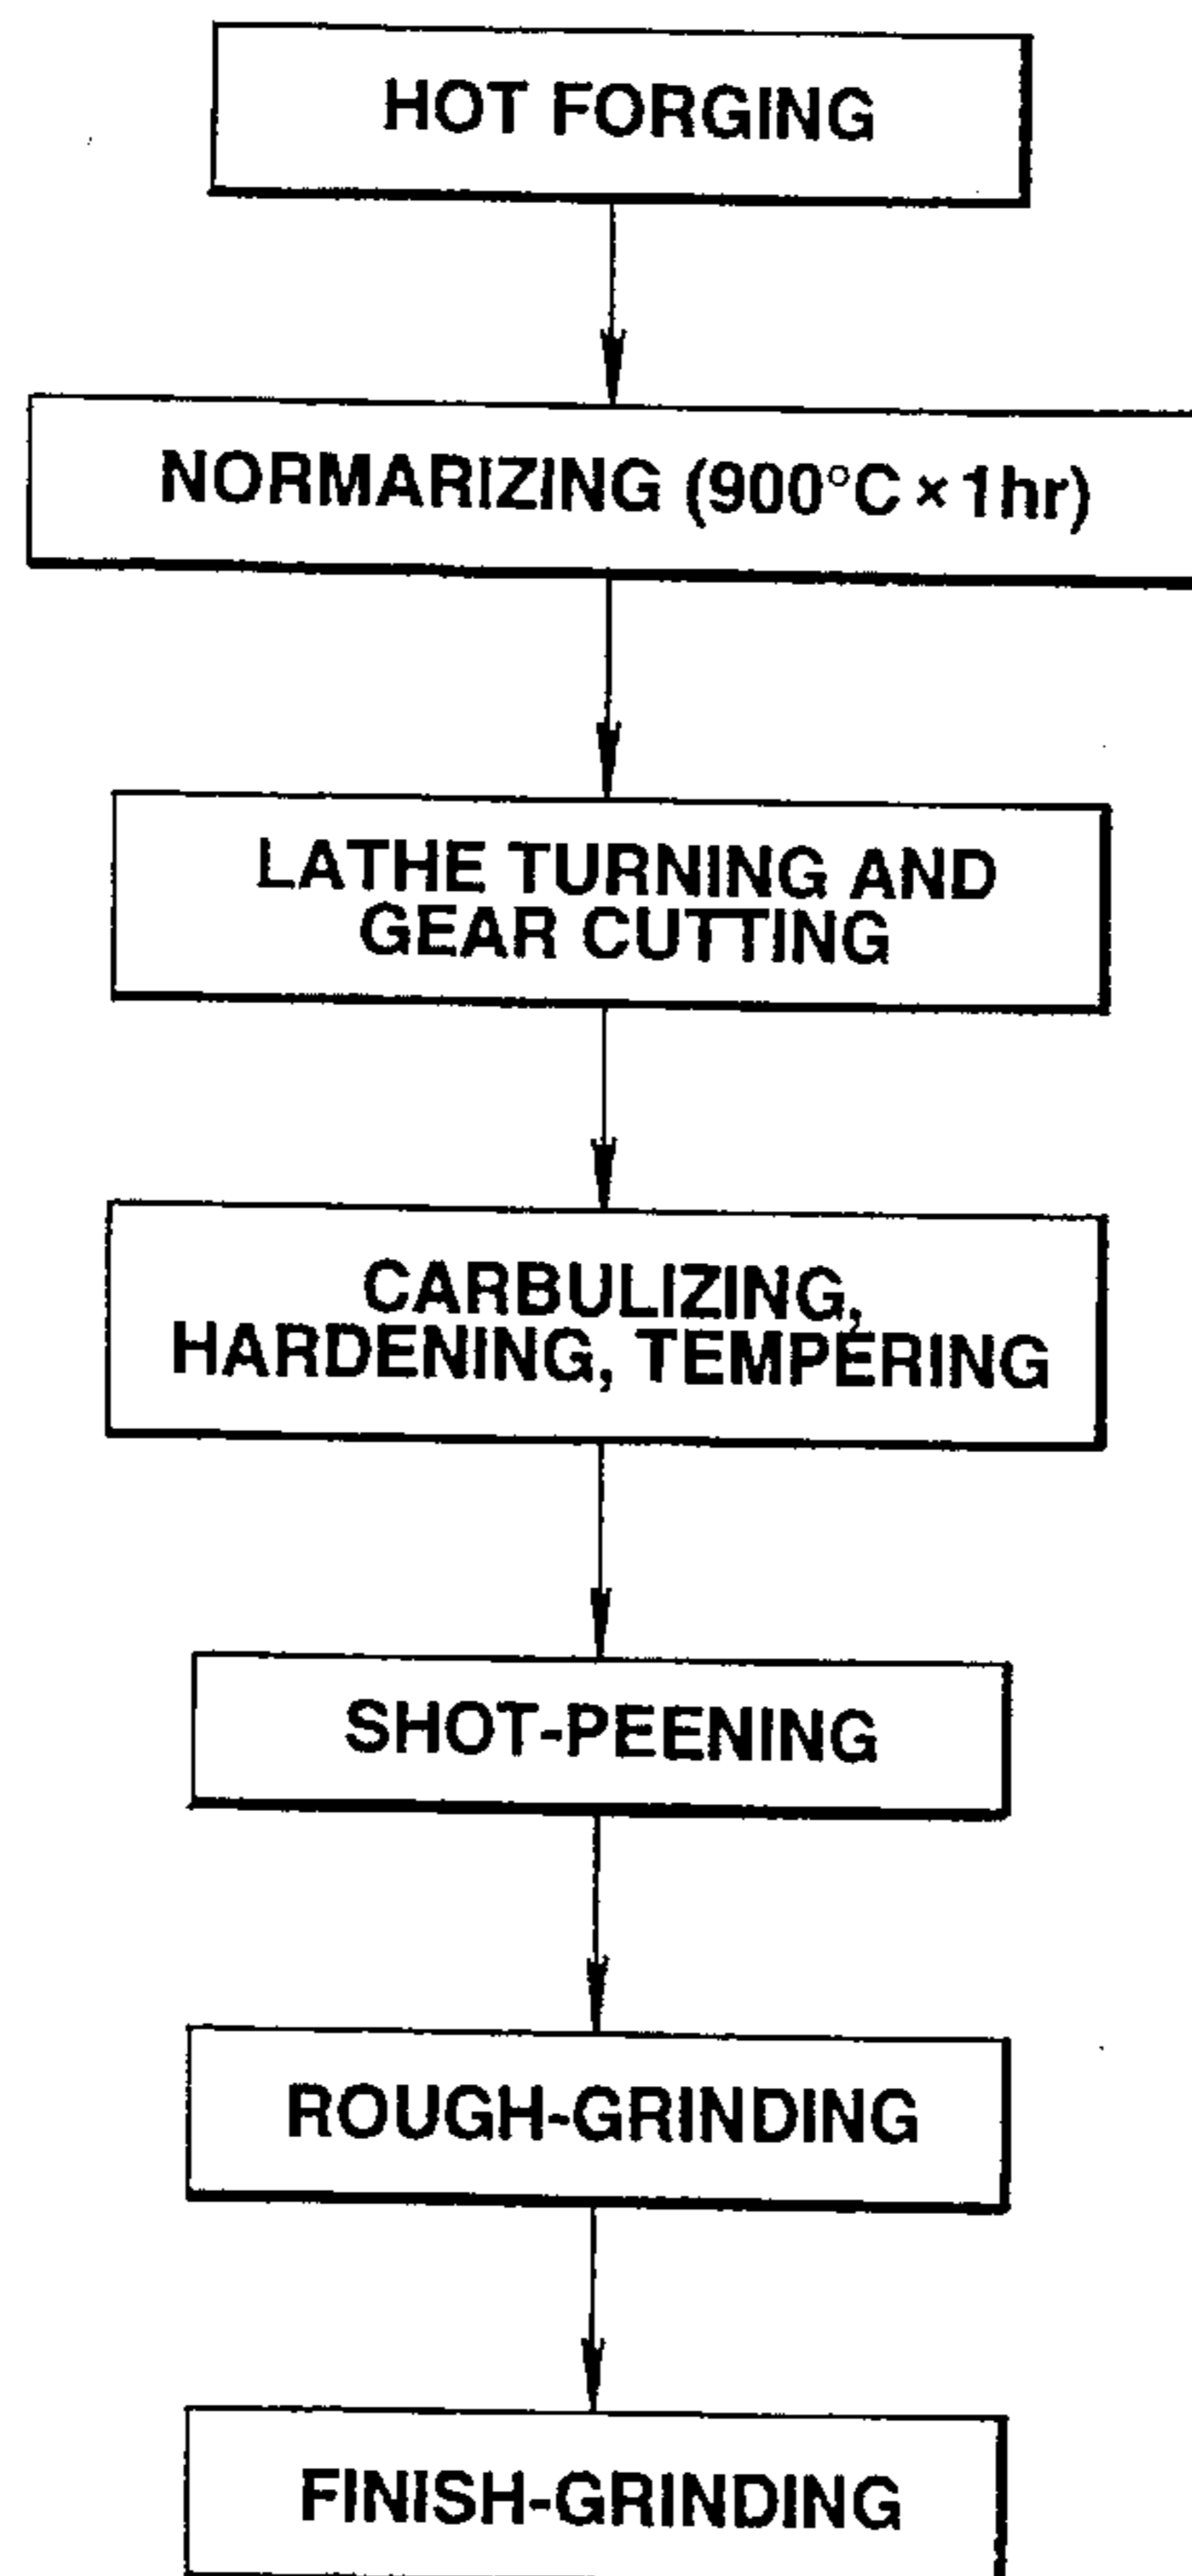 HOT FORGING
NORMARIZING (900°C × 1hr)
LATHE TURNING AND
GEAR CUTTING
CARBULIZING,
HARDENING, TEMPERING
SHOT-PEENING
ROUGH-GRINDING
FINISH-GRINDING